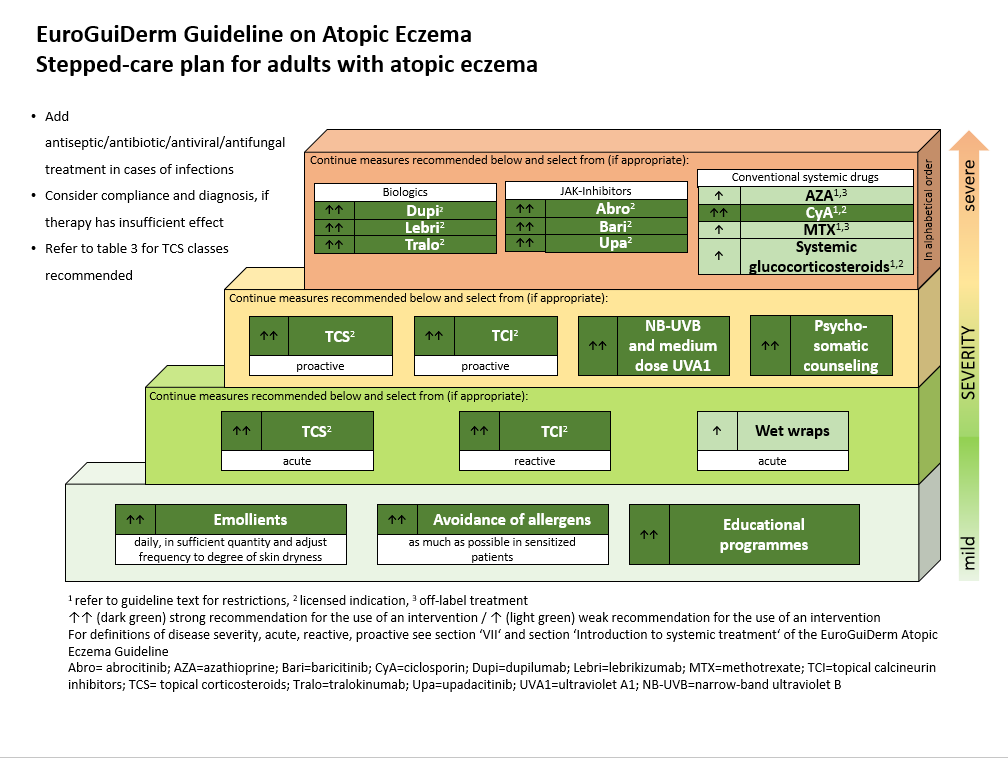 EuroGuiDerm Guideline on Atopic Eczema
Stepped-care plan for adults with atopic eczema
• Add
antiseptic/antibiotic/antiviral/antifungal
treatment in cases of infections
• Consider compliance and diagnosis, if
therapy has insufficient effect
• Refer to table 3 for TCS classes
recommended
Continue measures recommended below and select from (if appropriate):
Biologics
↑↑ Dupi²
↑↑ Lebri²
↑↑ Tralo²
JAK-Inhibitors
↑↑ Abro²
↑↑ Bari²
↑↑ Upa²
Conventional systemic drugs
↑ AZA¹,³
↑↑ CyA¹,²
↑ MTX¹,³
↑ Systemic
glucocorticosteroids¹,²
In alphabetical order
Continue measures recommended below and select from (if appropriate):
↑↑ TCS²
proactive
↑↑ TCI²
proactive
↑↑ NB-UVB
and medium
dose UVA1
↑↑ Psycho-
somatic
counseling
Continue measures recommended below and select from (if appropriate):
↑↑ TCS²
acute
↑↑ TCI²
reactive
↑ Wet wraps
acute
↑↑ Emollients
daily, in sufficient quantity and adjust
frequency to degree of skin dryness
↑↑ Avoidance of allergens
as much as possible in sensitized
patients
↑↑ Educational
programmes
severe
SEVERITY
mild
¹ refer to guideline text for restrictions, ² licensed indication, ³ off-label treatment
↑↑ (dark green) strong recommendation for the use of an intervention / ↑ (light green) weak recommendation for the use of an intervention
For definitions of disease severity, acute, reactive, proactive see section ‘VII‘ and section ‘Introduction to systemic treatment‘ of the EuroGuiDerm Atopic
Eczema Guideline
Abro= abrocitinib; AZA=azathioprine; Bari=baricitinib; CyA=ciclosporin; Dupi=dupilumab; Lebri=lebrikizumab; MTX=methotrexate; TCI=topical calcineurin
inhibitors; TCS= topical corticosteroids; Tralo=tralokinumab; Upa=upadacitinib; UVA1=ultraviolet A1; NB-UVB=narrow-band ultraviolet B